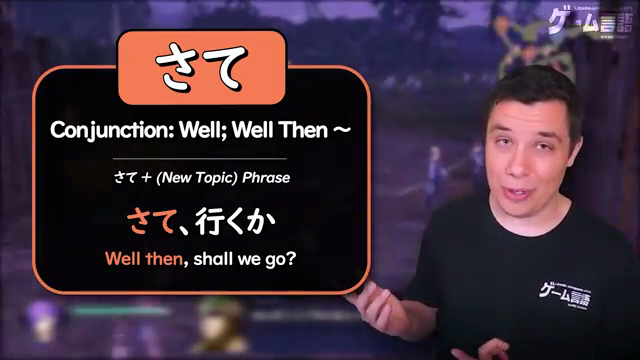 さて
Conjunction: Well; Well Then ～
さて + (New Topic) Phrase
さて、行くか
Well then, shall we go?
ゲーム言語
ゲーム言語